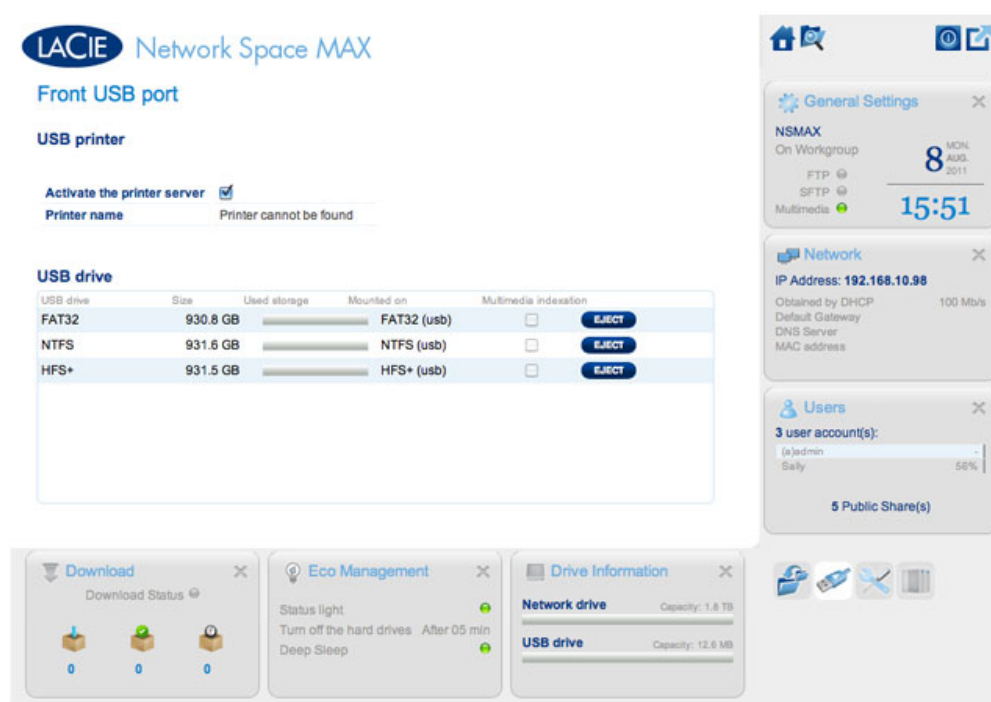 LACIE Network Space MAX
Front USB port
USB printer
Activate the printer server
Printer name Printer cannot be found
USB drive
USB drive Size Used storage Mounted on Multimedia indexation
FAT32 930.8 GB FAT32 (usb) EJECT
NTFS 931.6 GB NTFS (usb) EJECT
HFS+ 931.5 GB HFS+ (usb) EJECT
General Settings
NSMAX
On Workgroup
FTP
SFTP
Multimedia
8 MON. AUG. 2011
15:51
Network
IP Address: 192.168.10.98
Obtained by DHCP 100 Mb/s
Default Gateway
DNS Server
MAC address
Users
3 user account(s):
(a)admin -
Sally 56%
5 Public Share(s)
Download
Download Status
0 0 0
Eco Management
Status light
Turn off the hard drives After 05 min
Deep Sleep
Drive Information
Network drive Capacity: 1.8 TB
USB drive Capacity: 12.6 MB